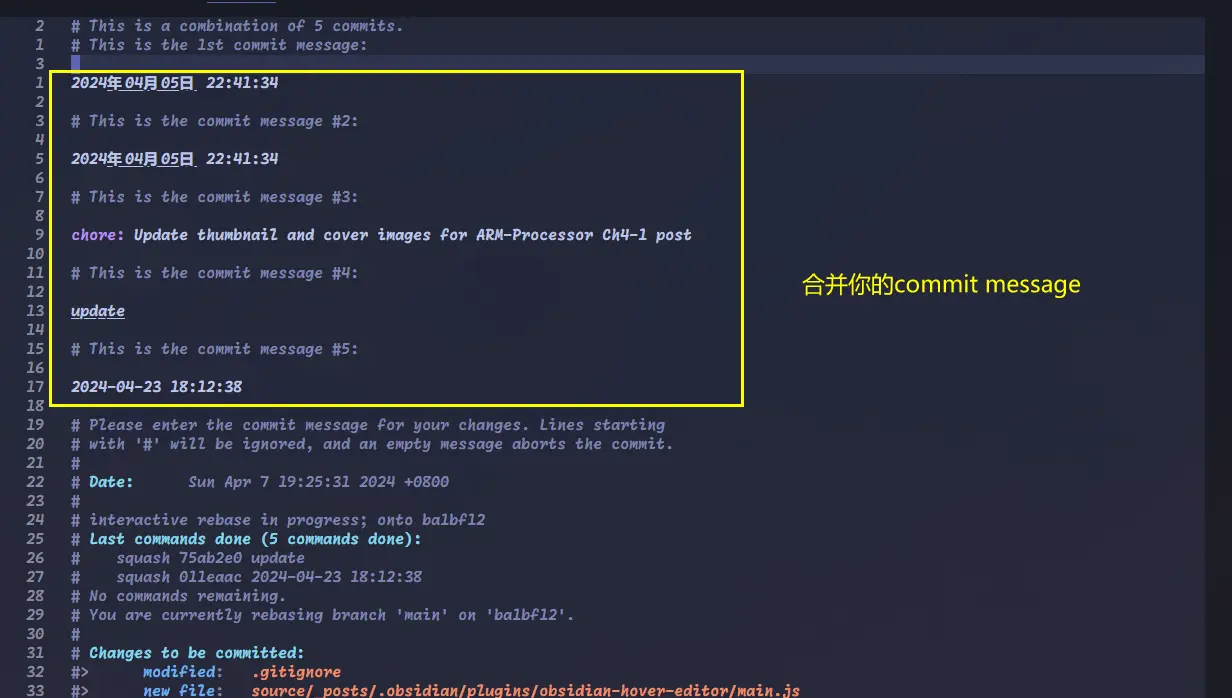 2 # This is a combination of 5 commits.
1 # This is the 1st commit message:
3
1 2024年04月05日 22:41:34
2
3 # This is the commit message #2:
4
5 2024年04月05日 22:41:34
6
7 # This is the commit message #3:
8
9 chore: Update thumbnail and cover images for ARM-Processor Ch4-1 post
10
11 # This is the commit message #4:
12
合并你的commit message
13 update
14
15 # This is the commit message #5:
16
17 2024-04-23 18:12:38
18
19 # Please enter the commit message for your changes. Lines starting
20 # with '#' will be ignored, and an empty message aborts the commit.
21 #
22 # Date: Sun Apr 7 19:25:31 2024 +0800
23 #
24 # interactive rebase in progress; onto ba1bf12
25 # Last commands done (5 commands done):
26 # squash 75ab2e0 update
27 # squash 011eaac 2024-04-23 18:12:38
28 # No commands remaining.
29 # You are currently rebasing branch 'main' on 'ba1bf12'.
30 #
31 # Changes to be committed:
32 #> modified: .gitignore
33 #> new file: source/_posts/.obsidian/plugins/obsidian-hover-editor/main.js